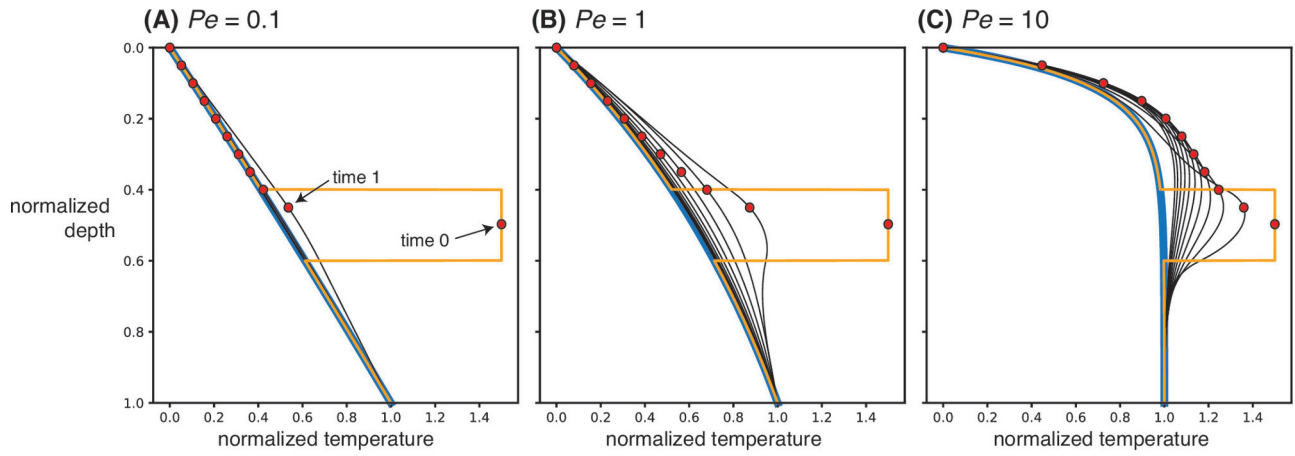 (A) Pe = 0.1
(B) Pe = 1
(C) Pe = 10
normalized
depth
0.0
0.2
0.4
0.6
0.8
1.0
time 1
time 0
0.0 0.2 0.4 0.6 0.8 1.0 1.2 1.4
normalized temperature
0.0 0.2 0.4 0.6 0.8 1.0 1.2 1.4
normalized temperature
0.0 0.2 0.4 0.6 0.8 1.0 1.2 1.4
normalized temperature